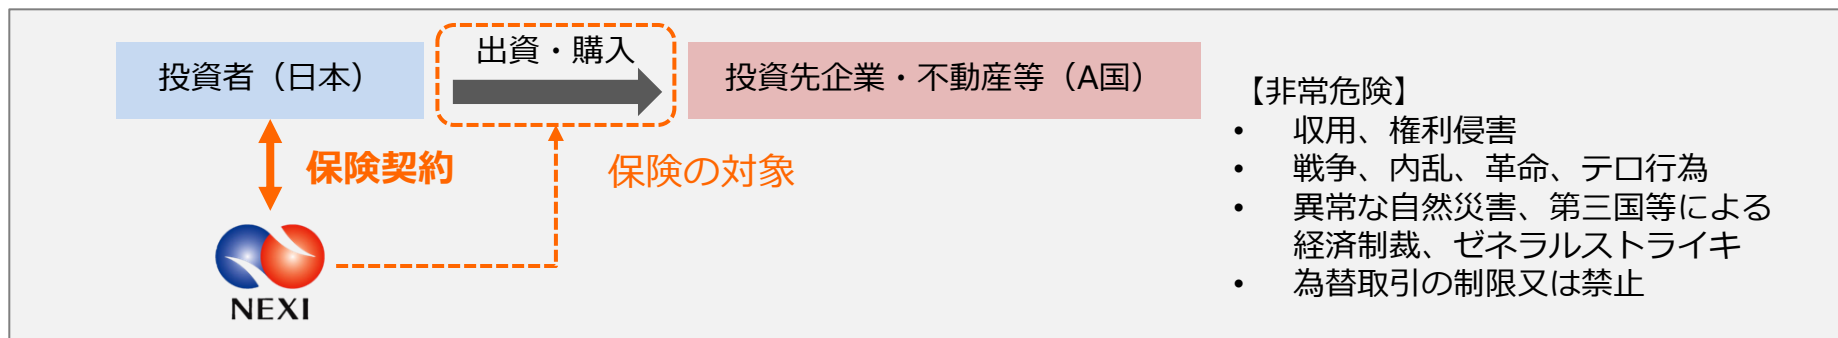 投資者（日本）
出資・購入
投資先企業・不動産等（A国）
保険契約
保険の対象
NEXI
【非常危険】
• 収用、権利侵害
• 戦争、内乱、革命、テロ行為
• 異常な自然災害、第三国等による
経済制裁、ゼネラルストライキ
• 為替取引の制限又は禁止